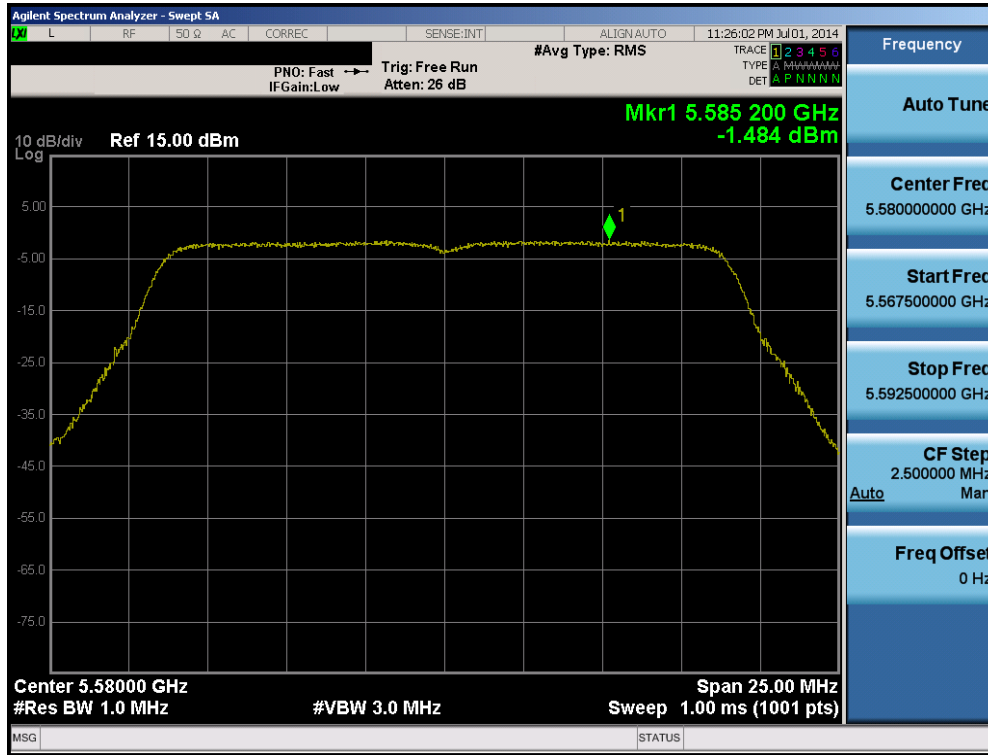 Agilent Spectrum Analyzer - Swept SA
LXI L RF 50 Ω AC CORREC SENSE:INT ALIGN AUTO 11:26:02 PM Jul 01, 2014
#Avg Type: RMS TRACE 1 2 3 4 5 6
PNO: Fast Trig: Free Run TYPE A
IFGain:Low Atten: 26 dB DET A P N N N N
Mkr1 5.585 200 GHz
-1.484 dBm
10 dB/div Ref 15.00 dBm
Log
5.00
-5.00
-15.0
-25.0
-35.0
-45.0
-55.0
-65.0
-75.0
1
Center 5.58000 GHz Span 25.00 MHz
#Res BW 1.0 MHz #VBW 3.0 MHz Sweep 1.00 ms (1001 pts)
MSG STATUS
Frequency
Auto Tune
Center Freq
5.580000000 GHz
Start Freq
5.567500000 GHz
Stop Freq
5.592500000 GHz
CF Step
2.500000 MHz
Auto Man
Freq Offset
0 Hz